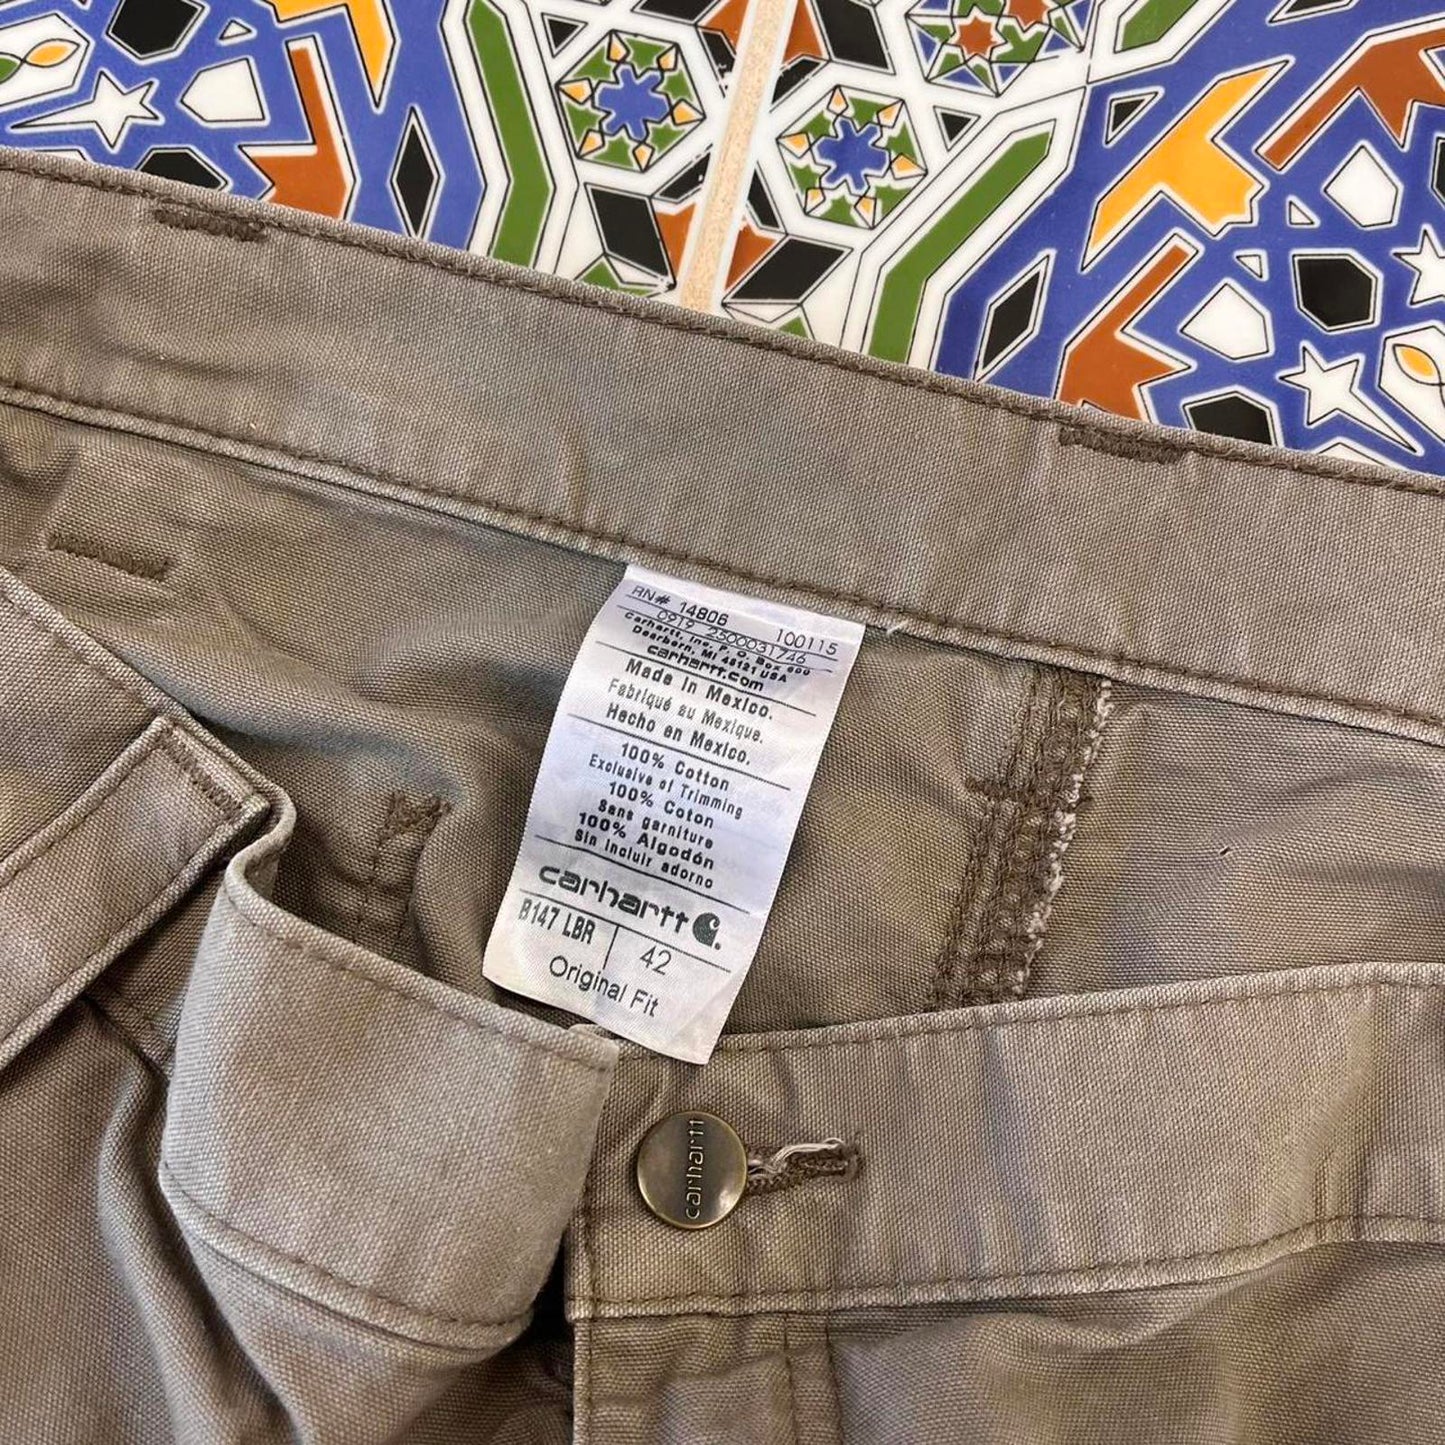 RN# 14806 100115
0919 2500031746
Carhartt, Inc. P. O. Box 600
Dearborn, MI 48121 USA
carhartt.com
Made in Mexico.
Fabriqué au Mexique.
Hecho en Mexico.
100% Cotton
Exclusive of Trimming
100% Coton
Sans garniture
100% Algodón
Sin incluir adorno
carhartt
B147 LBR 42
Original Fit
carhartt